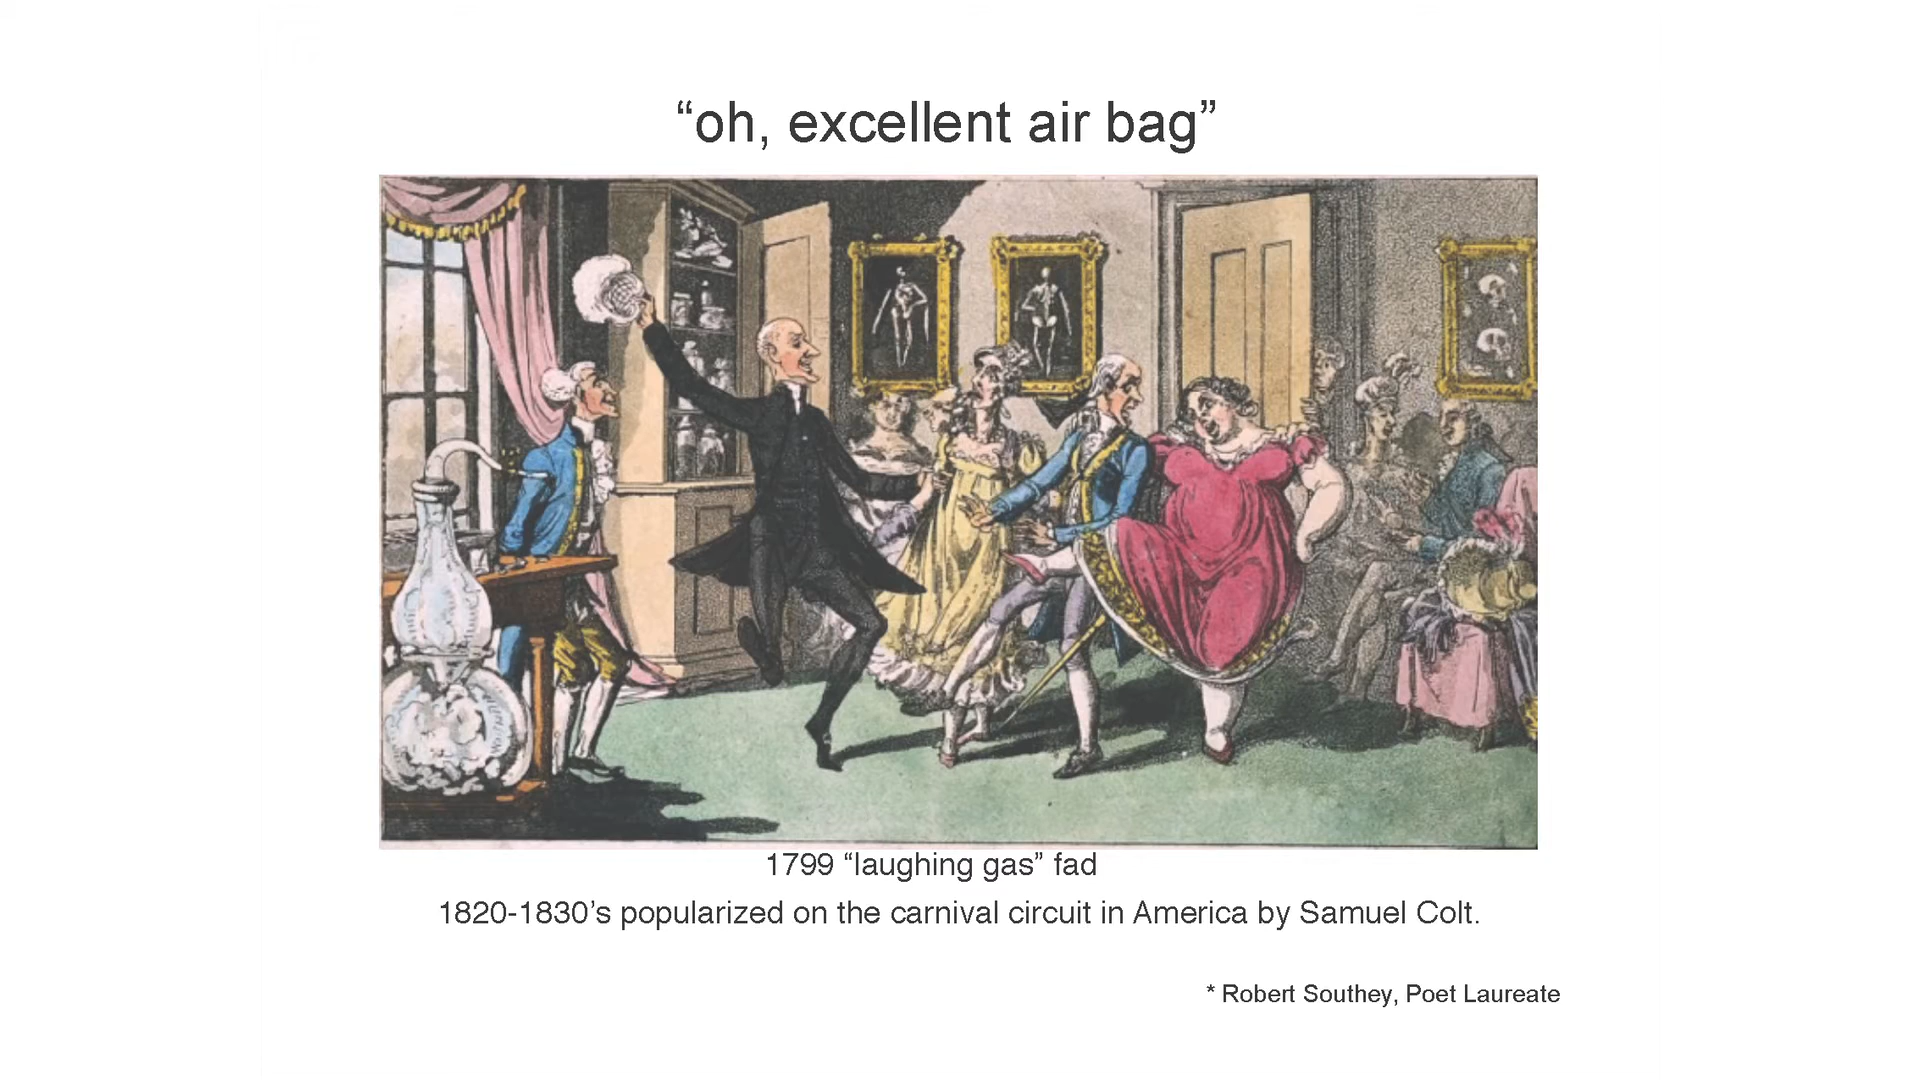 “oh, excellent air bag”
1799 “laughing gas” fad
1820-1830’s popularized on the carnival circuit in America by Samuel Colt.
* Robert Southey, Poet Laureate